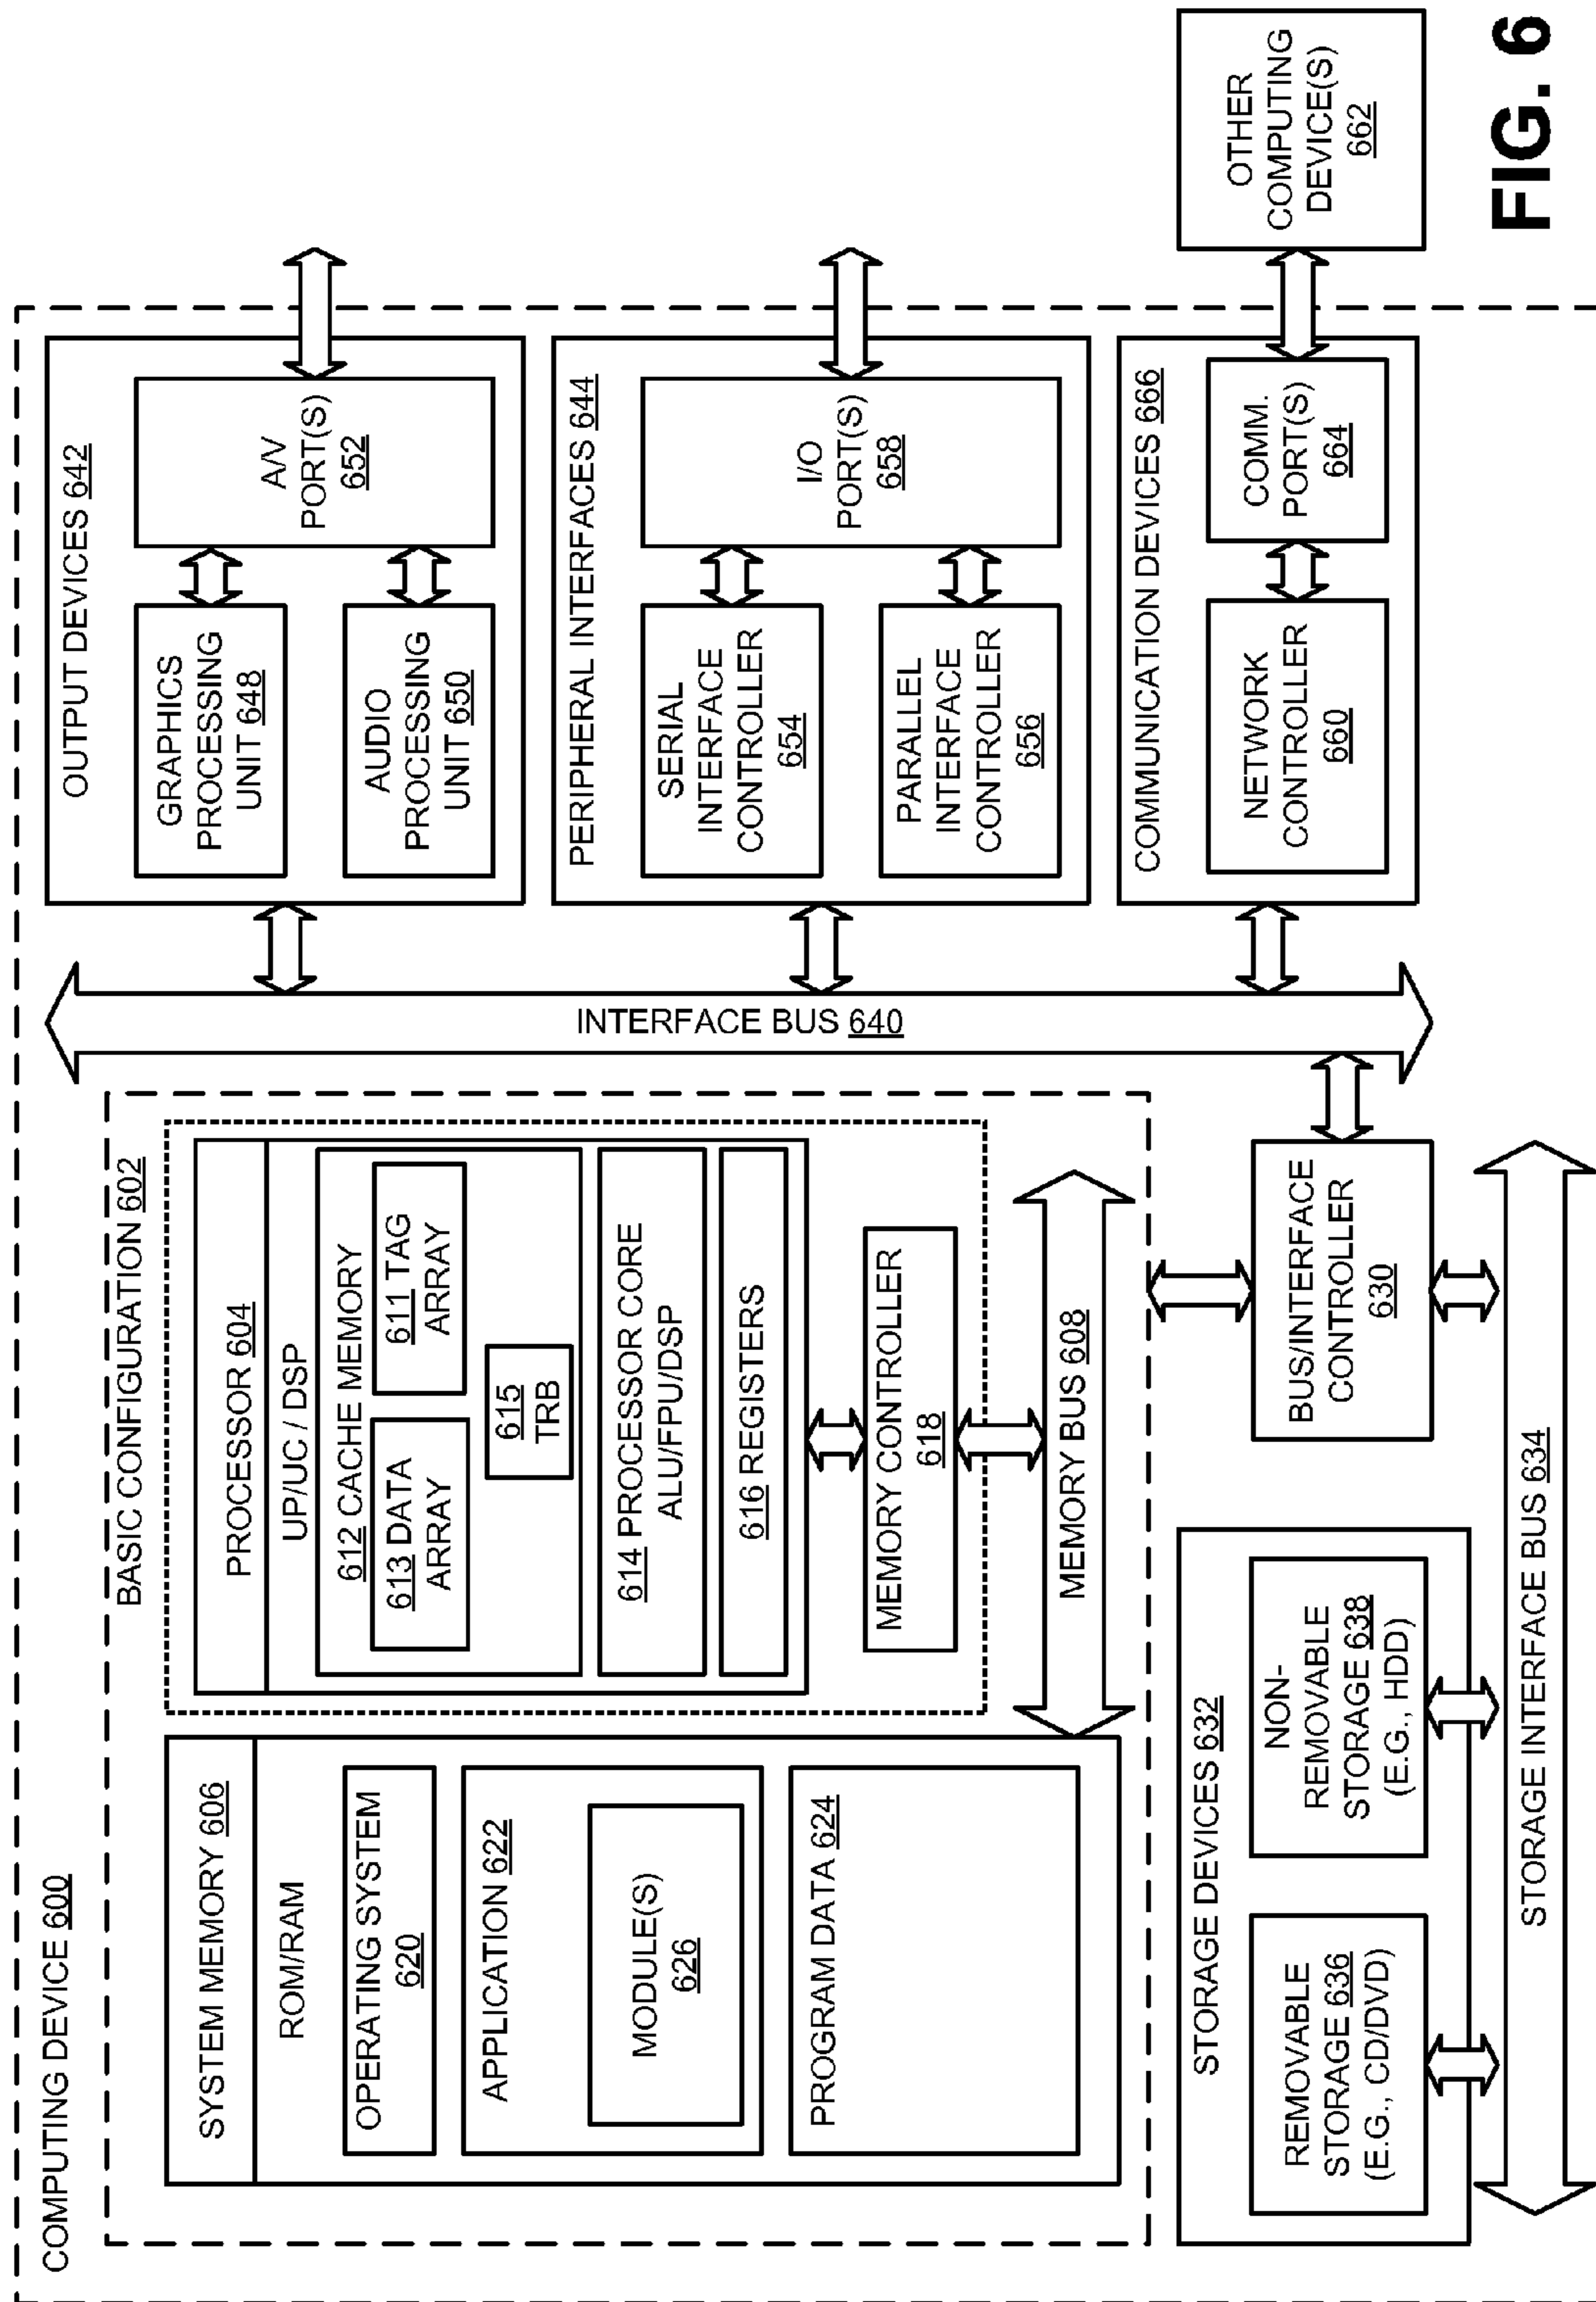 COMPUTING DEVICE 600
BASIC CONFIGURATION 602
SYSTEM MEMORY 606
ROM/RAM
OPERATING SYSTEM
620
APPLICATION 622
MODULE(S)
626
PROGRAM DATA 624
PROCESSOR 604
UP/UC / DSP
612 CACHE MEMORY
613 DATA
ARRAY
611 TAG
ARRAY
615
TRB
614 PROCESSOR CORE
ALU/FPU/DSP
616 REGISTERS
MEMORY CONTROLLER
618
MEMORY BUS 608
STORAGE DEVICES 632
REMOVABLE
STORAGE 636
(E.G., CD/DVD)
NON-
REMOVABLE
STORAGE 638
(E.G., HDD)
BUS/INTERFACE
CONTROLLER
630
STORAGE INTERFACE BUS 634
INTERFACE BUS 640
OUTPUT DEVICES 642
GRAPHICS
PROCESSING
UNIT 648
AUDIO
PROCESSING
UNIT 650
A/V
PORT(S)
652
PERIPHERAL INTERFACES 644
SERIAL
INTERFACE
CONTROLLER
654
PARALLEL
INTERFACE
CONTROLLER
656
I/O
PORT(S)
658
COMMUNICATION DEVICES 666
NETWORK
CONTROLLER
660
COMM.
PORT(S)
664
OTHER
COMPUTING
DEVICE(S)
662
FIG. 6